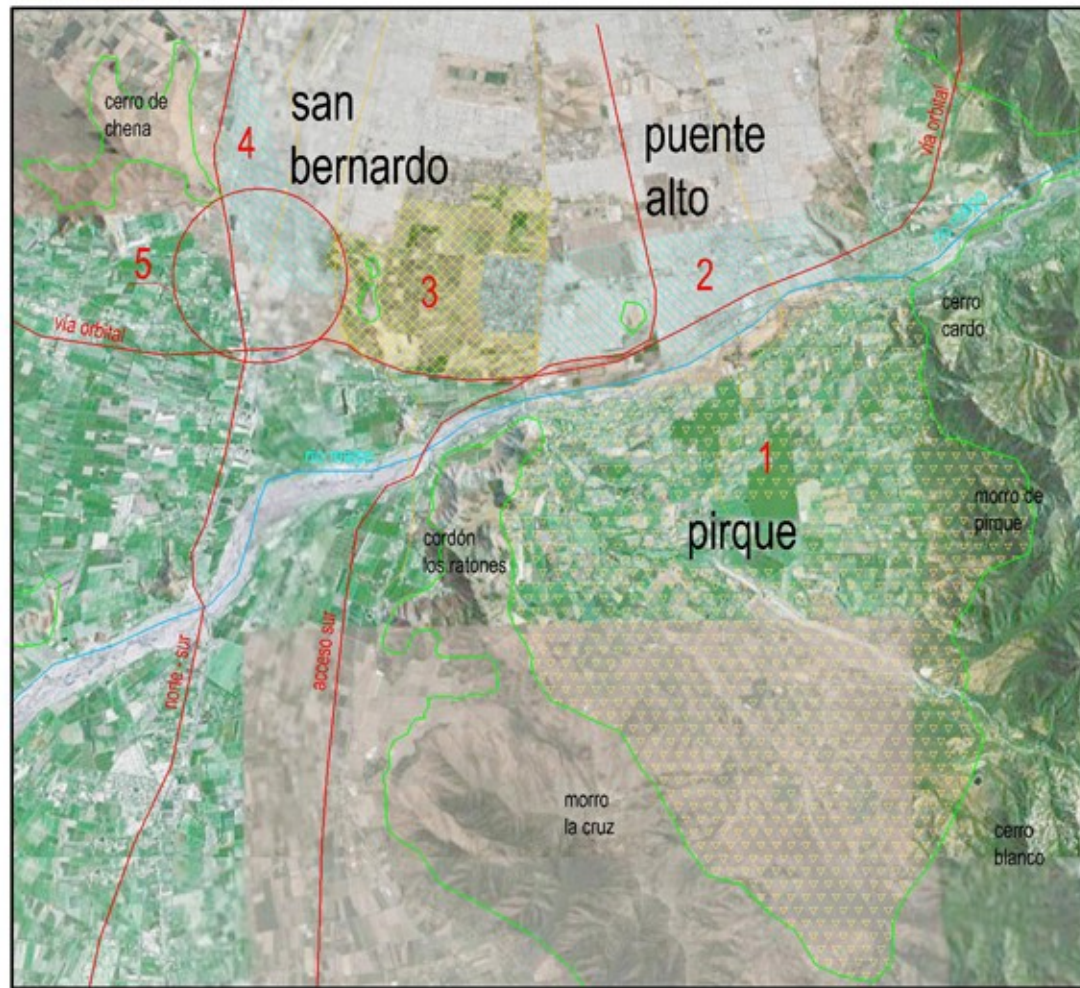 cerro de
chena
4
san
bernardo
puente
alto
vía orbital
5
3
2
vía orbital
cerro
cardo
1
morro de
pirque
pirque
cordón
los ratones
norte - sur
acceso sur
morro
la cruz
cerro
blanco